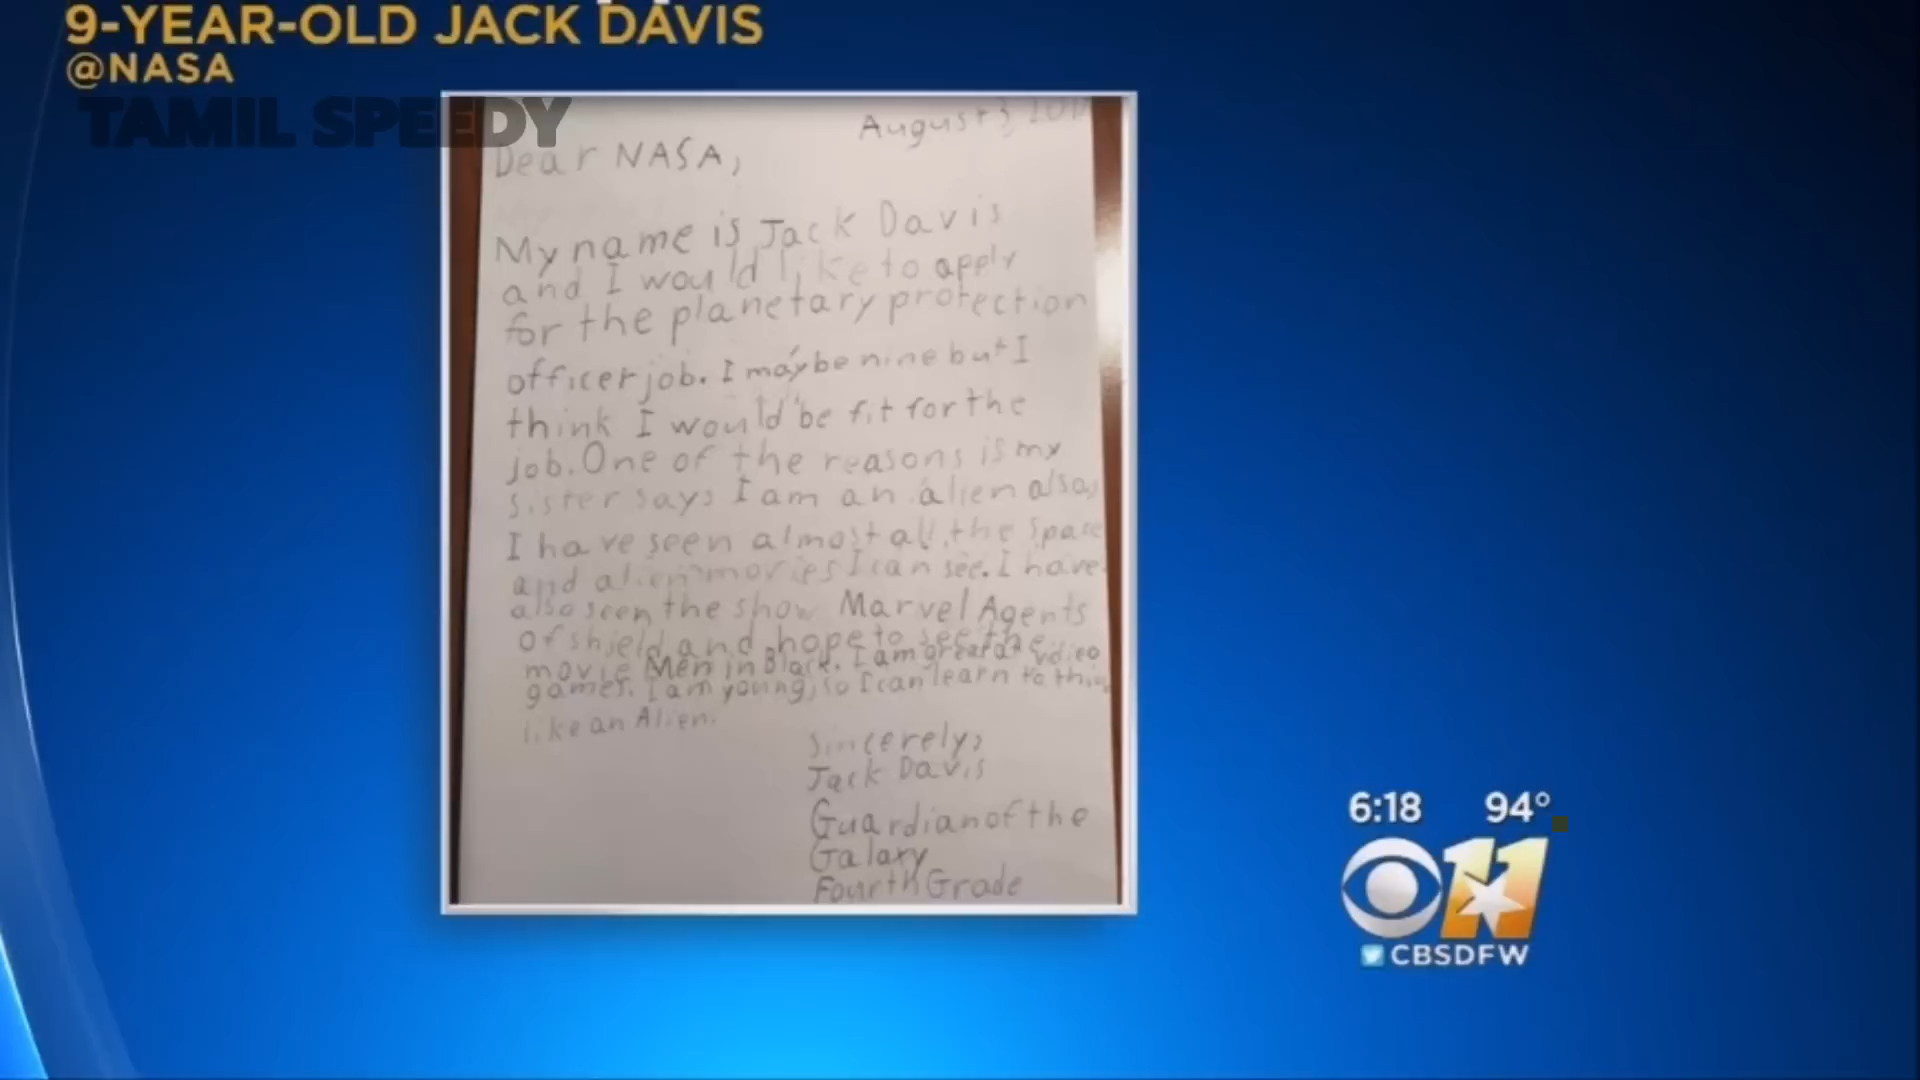 9-YEAR-OLD JACK DAVIS
@NASA
TAMIL SPEEDY
August 3,
Dear NASA,
My name is Jack Davis
and I would like to apply
for the planetary protection
officer job. I may be nine but I
think I would be fit for the
job. One of the reasons is my
sister says I am an alien also,
I have seen almost all the space
and alien movies I can see. I have
also seen the show Marvel Agents
of shield and hope to see the
movie Men in Black. I am great at vidieo
games. I am young, so I can learn to think
like an Alien.
Sincerely,
Jack Davis
Guardian of the
Galaxy
Fourth Grade
6:18 94°
11
CBSDFW